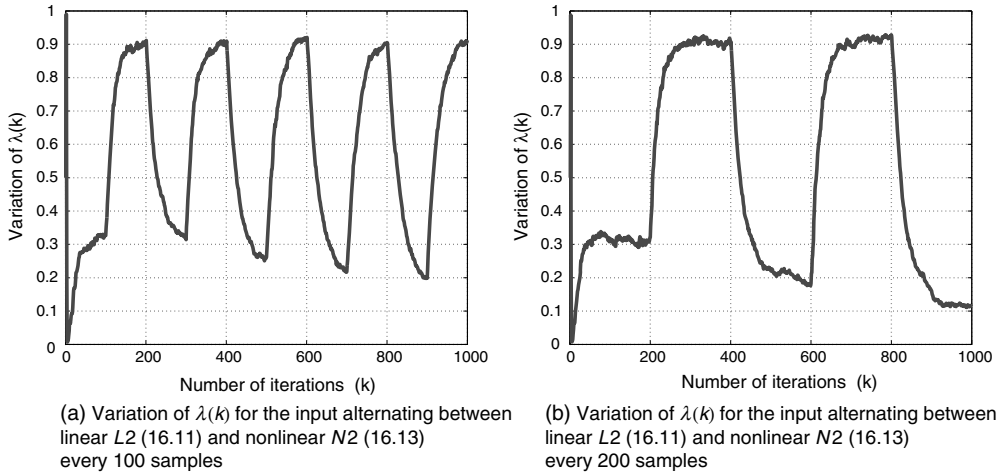 1
0.9
0.8
0.7
0.6
0.5
0.4
0.3
0.2
0.1
0
Variation of λ(k)
0 200 400 600 800 1000
Number of iterations (k)
(a) Variation of λ(k) for the input alternating between
linear L2 (16.11) and nonlinear N2 (16.13)
every 100 samples
1
0.9
0.8
0.7
0.6
0.5
0.4
0.3
0.2
0.1
0
Variation of λ(k)
0 200 400 600 800 1000
Number of iterations (k)
(b) Variation of λ(k) for the input alternating between
linear L2 (16.11) and nonlinear N2 (16.13)
every 200 samples